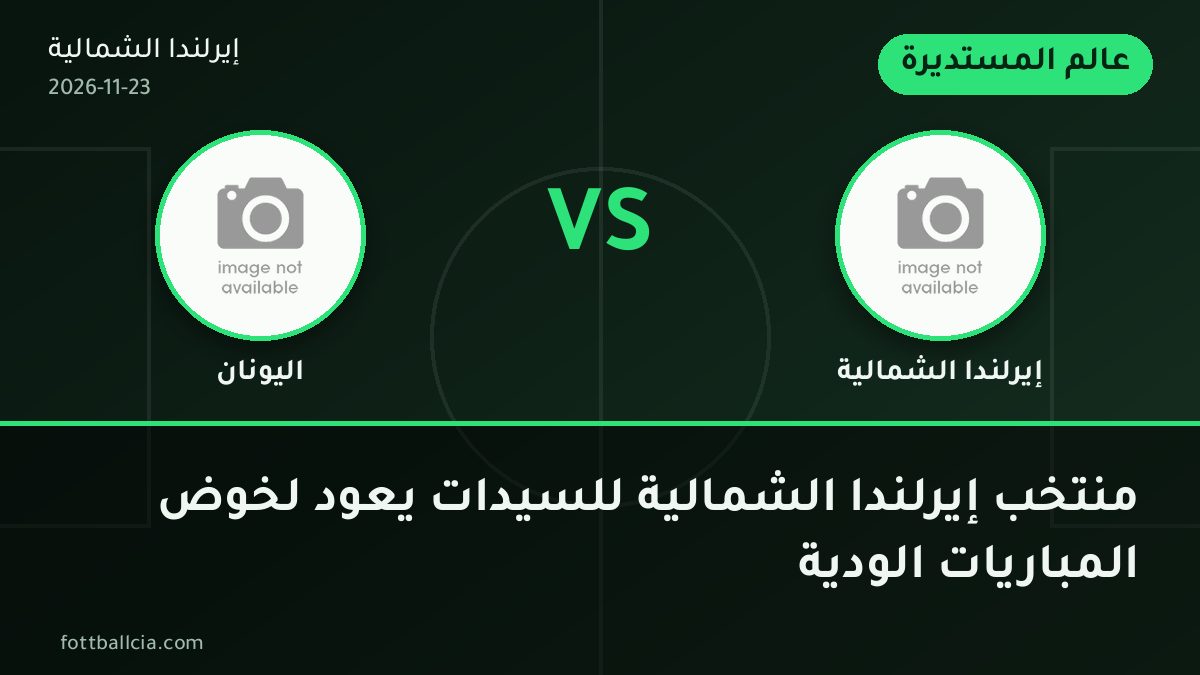 عالم المستديرة
إيرلندا الشمالية
2026-11-23
VS
image not
available
إيرلندا الشمالية
image not
available
اليونان
منتخب إيرلندا الشمالية للسيدات يعود لخوض
المباريات الودية
fottballcia.com